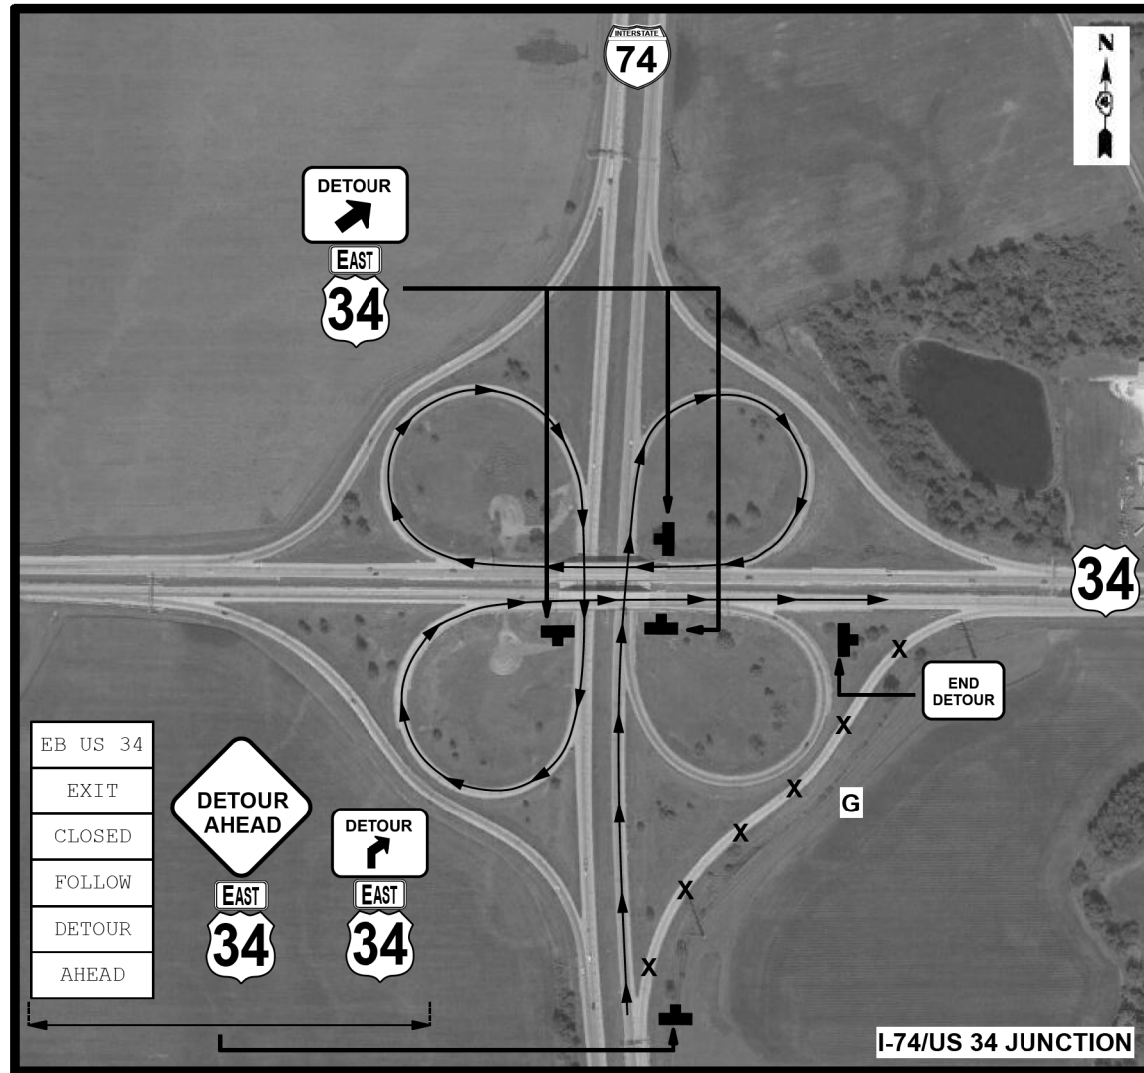 INTERSTATE
74
N
DETOUR
EAST
34
34
END
DETOUR
EB US 34
EXIT
CLOSED
FOLLOW
DETOUR
AHEAD
DETOUR
AHEAD
EAST
34
DETOUR
EAST
34
X
X
X
X
X
X
G
I-74/US 34 JUNCTION